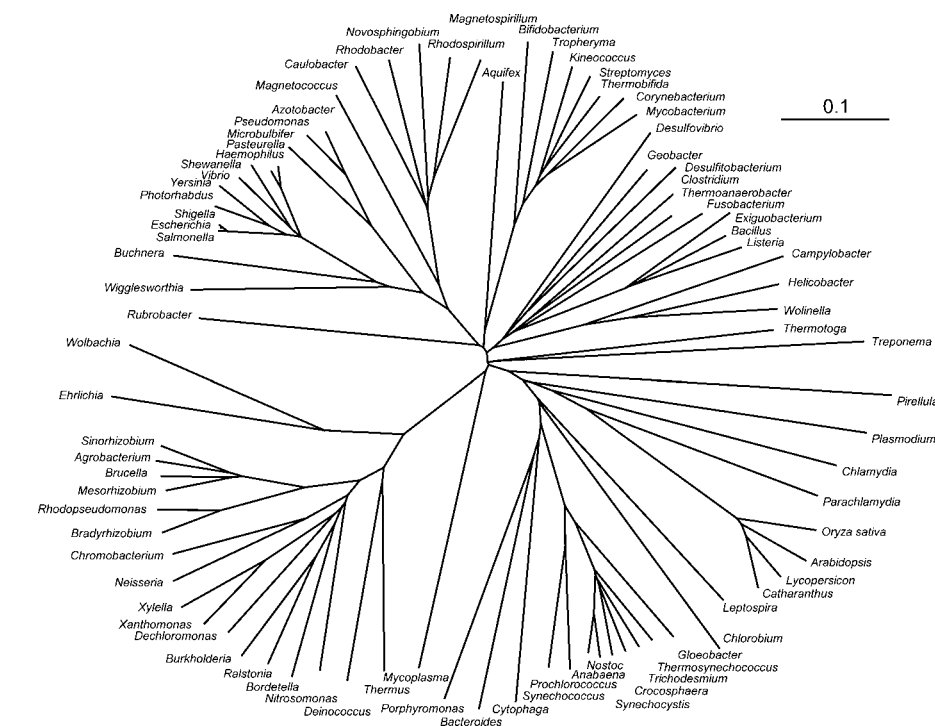 Magnetospirillum
Novosphingobium
Bifidobacterium
Rhodobacter
Rhodospirillum
Tropheryma
Caulobacter
Kineococcus
Aquifex
Streptomyces
Magnetococcus
Thermobifida
Corynebacterium
0.1
Azotobacter
Mycobacterium
Pseudomonas
Desulfovibrio
Microbulbifer
Pasteurella
Haemophilus
Geobacter
Shewanella
Desulfitobacterium
Vibrio
Clostridium
Yersinia
Thermoanaerobacter
Photorhabdus
Fusobacterium
Shigella
Exiguobacterium
Escherichia
Bacillus
Salmonella
Listeria
Buchnera
Campylobacter
Wigglesworthia
Helicobacter
Rubrobacter
Wolinella
Thermotoga
Wolbachia
Treponema
Ehrlichia
Pirellula
Sinorhizobium
Plasmodium
Agrobacterium
Brucella
Chlamydia
Mesorhizobium
Parachlamydia
Rhodopseudomonas
Bradyrhizobium
Oryza sativa
Chromobacterium
Arabidopsis
Neisseria
Lycopersicon
Catharanthus
Xylella
Leptospira
Xanthomonas
Dechloromonas
Chlorobium
Burkholderia
Gloeobacter
Nostoc
Thermosynechococcus
Ralstonia
Anabaena
Trichodesmium
Mycoplasma
Bordetella
Thermus
Prochlorococcus
Crocosphaera
Nitrosomonas
Synechococcus
Synechocystis
Deinococcus
Porphyromonas
Cytophaga
Bacteroides